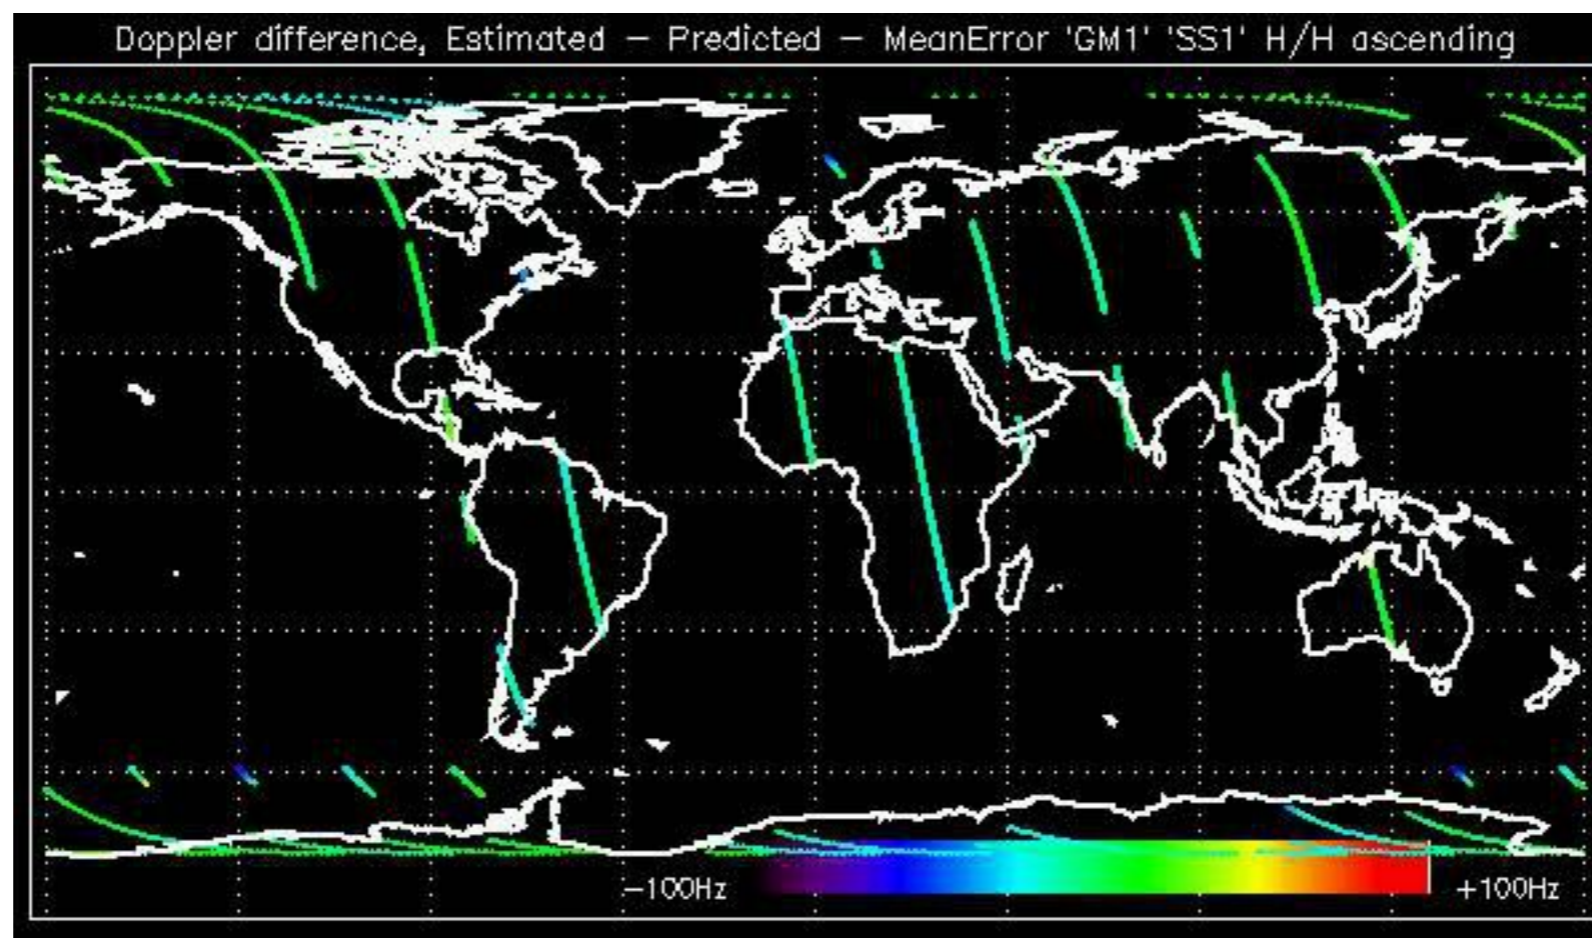 Doppler difference, Estimated - Predicted - MeanError 'GM1' 'SS1' H/H ascending
-100Hz
+100Hz